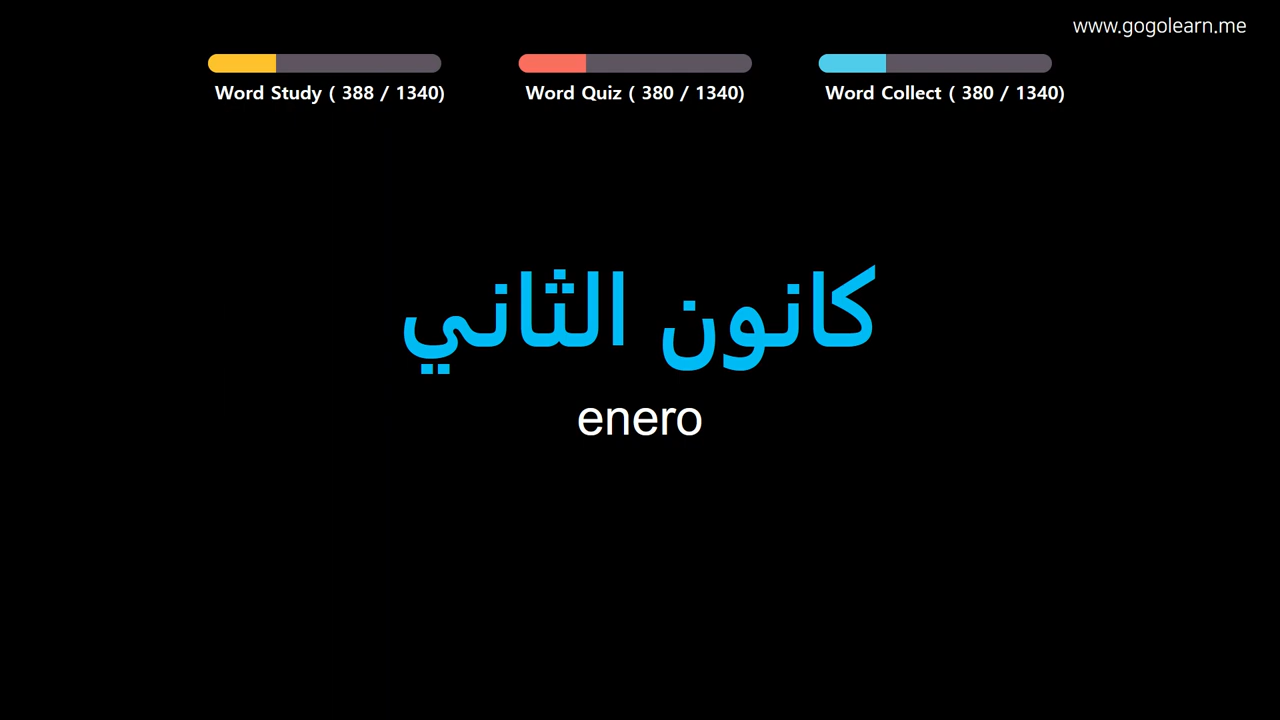 www.gogolearn.me
Word Study ( 388 / 1340)
Word Quiz ( 380 / 1340)
Word Collect ( 380 / 1340)
كانون الثاني
enero